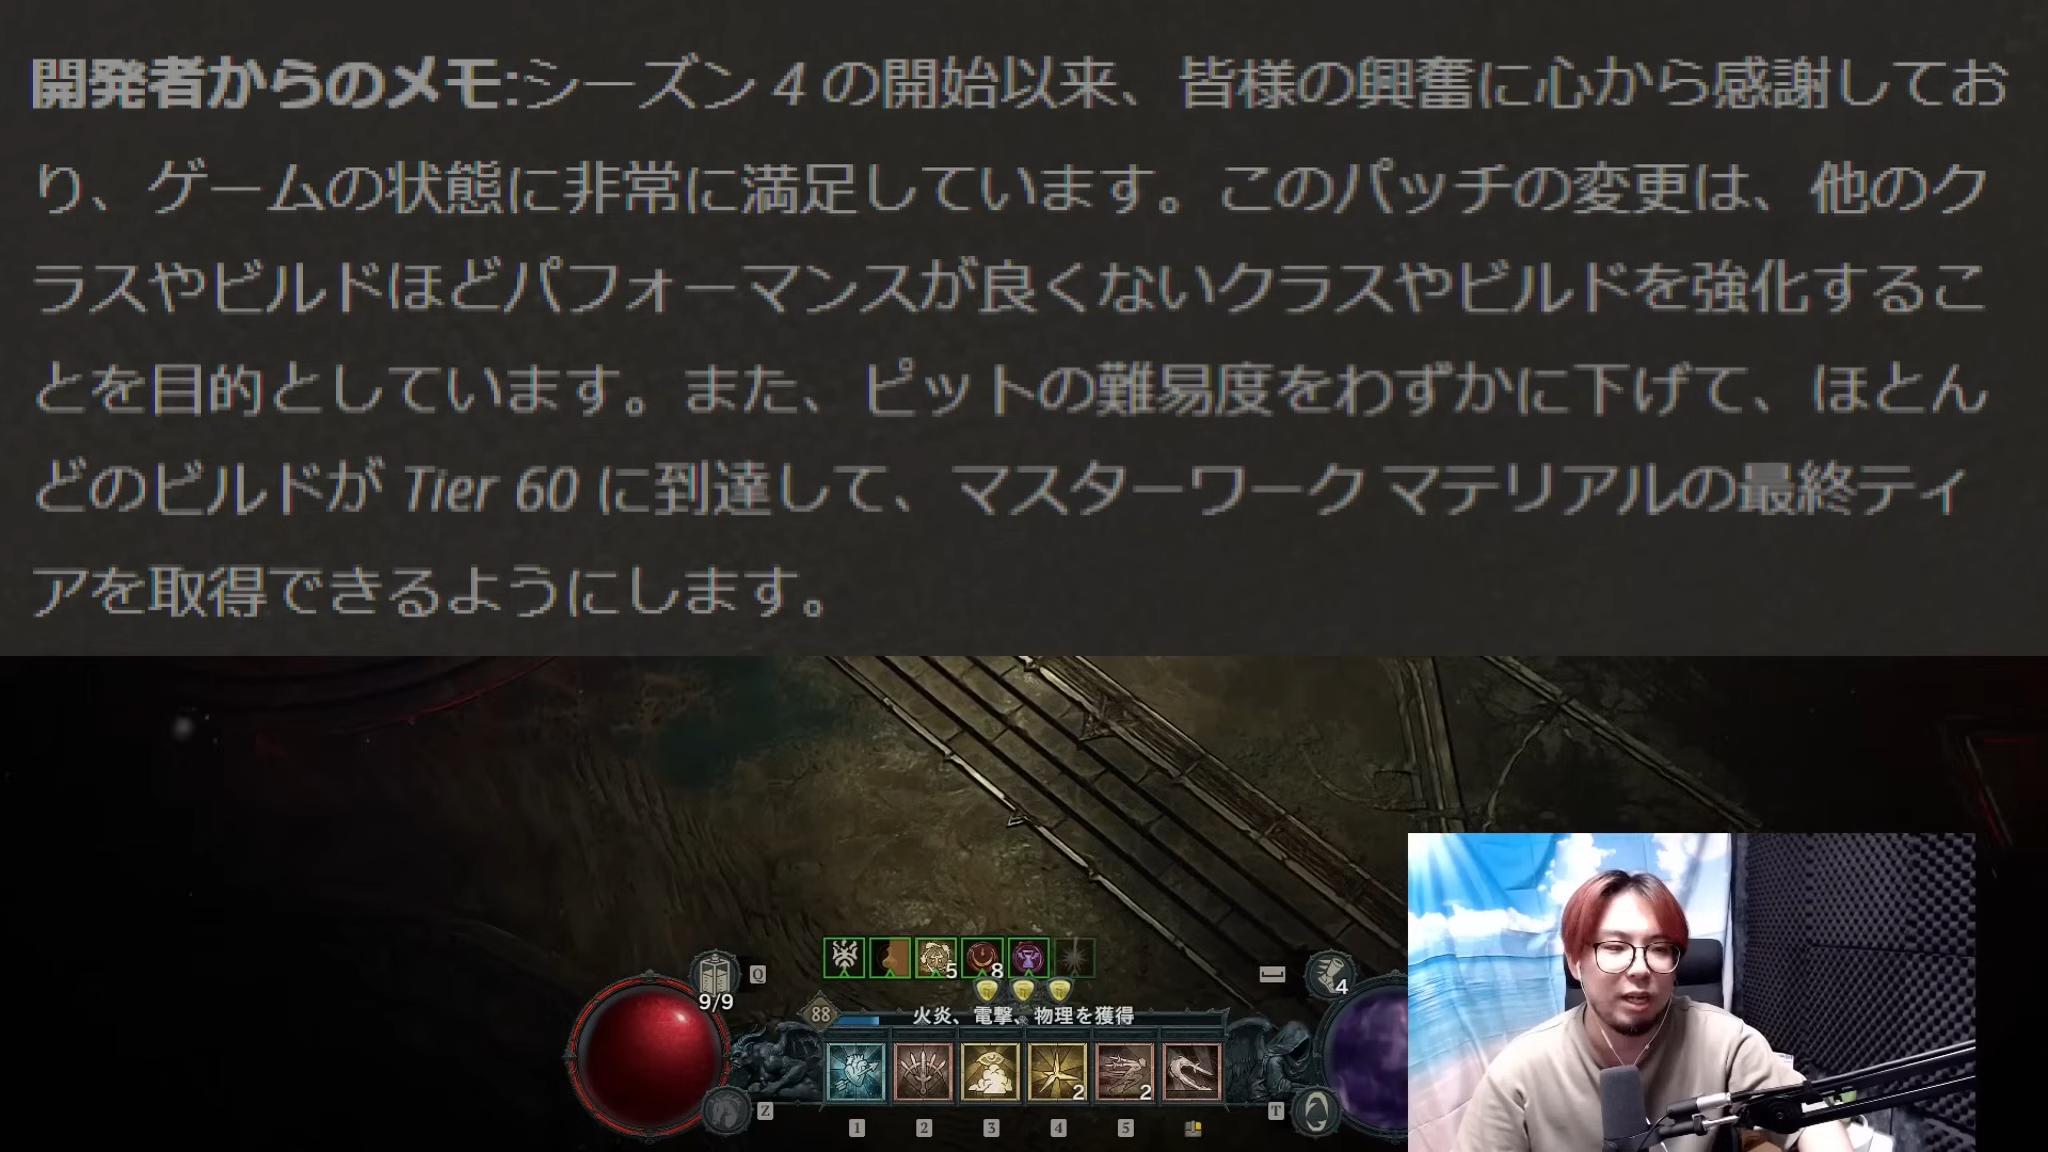 開発者からのメモ:シーズン 4 の開始以来、皆様の興奮に心から感謝してお
り、ゲームの状態に非常に満足しています。このパッチの変更は、他のク
ラスやビルドほどパフォーマンスが良くないクラスやビルドを強化するこ
とを目的としています。また、ピットの難易度をわずかに下げて、ほとん
どのビルドが Tier 60 に到達して、マスターワーク マテリアルの最終ティ
アを取得できるようにします。
5 8
Q
9/9
4
88 火炎、電撃、物理を獲得
2 2
Z T
1 2 3 4 5